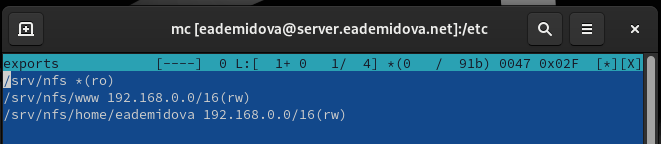 mc [eademidova@server.eademidova.net]:/etc
exports [----] 0 L:[ 1+ 0 1/ 4] *(0 / 91b) 0047 0x02F [*][X]
/srv/nfs *(ro)
/srv/nfs/www 192.168.0.0/16(rw)
/srv/nfs/home/eademidova 192.168.0.0/16(rw)